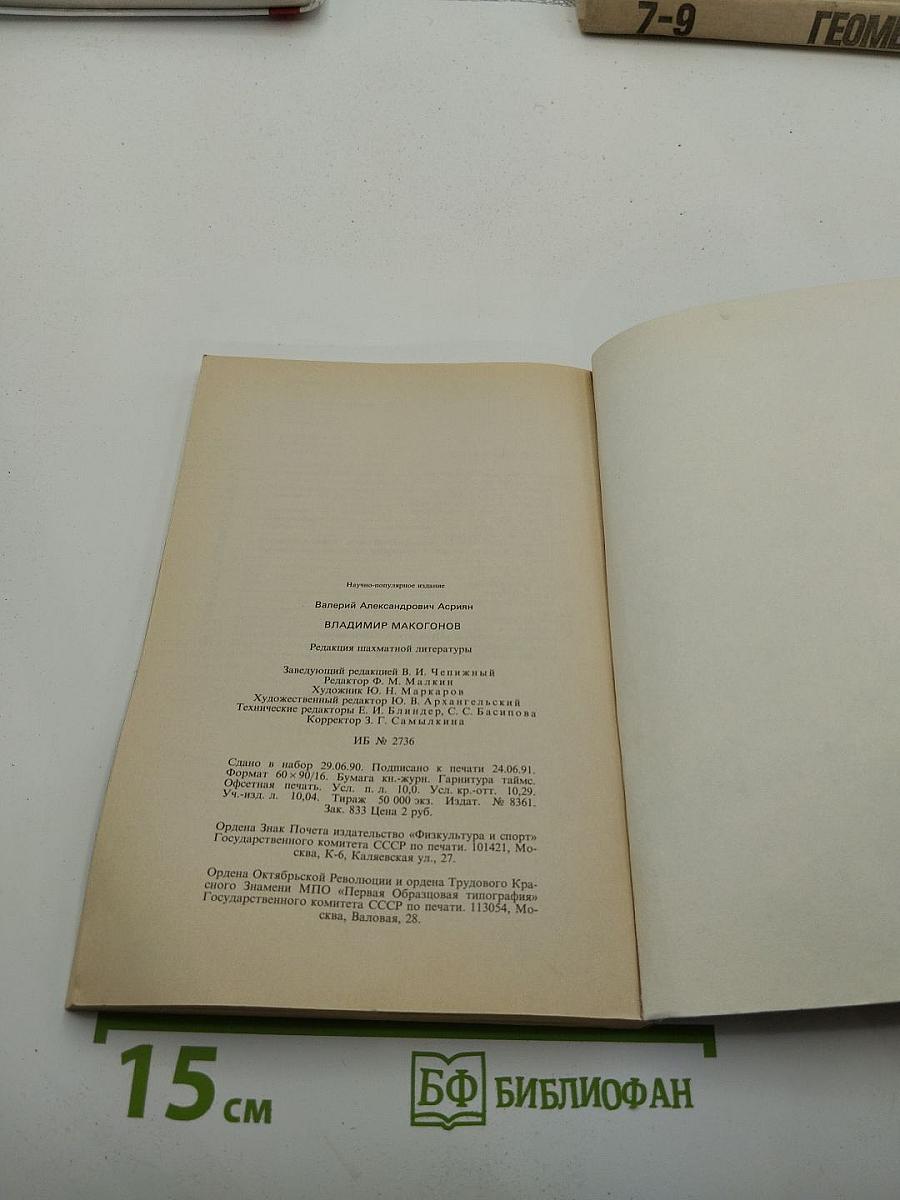 7-9 ГЕОМЕ
Научно-популярное издание
Валерий Александрович Асриян
ВЛАДИМИР МАКОГОНОВ
Редакция шахматной литературы
Заведующий редакцией В. И. Чепижный
Редактор Ф. М. Малкин
Художник Ю. Н. Маркаров
Художественный редактор Ю. В. Архангельский
Технические редакторы Е. И. Блиндер, С. С. Басипова
Корректор З. Г. Самылкина
ИБ № 2736
Сдано в набор 29.06.90. Подписано к печати 24.06.91.
Формат 60×90/16. Бумага кн.-журн. Гарнитура таймс.
Офсетная печать. Усл. п. л. 10,0. Усл. кр.-отт. 10,29.
Уч.-изд. л. 10,04. Тираж 50 000 экз. Издат. № 8361.
Зак. 833 Цена 2 руб.
Ордена Знак Почета издательство «Физкультура и спорт»
Государственного комитета СССР по печати. 101421, Мо-
сква, К-6, Каляевская ул., 27.
Ордена Октябрьской Революции и ордена Трудового Кра-
сного Знамени МПО «Первая Образцовая типография»
Государственного комитета СССР по печати. 113054, Мо-
сква, Валовая, 28.
15 см
БФ БИБЛИОФАН